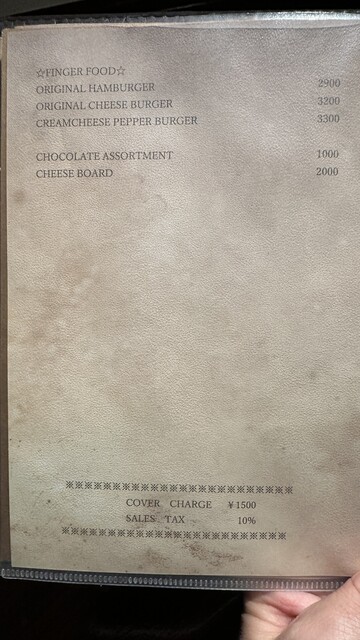 ☆FINGER FOOD☆
ORIGINAL HAMBURGER 2900
ORIGINAL CHEESE BURGER 3200
CREAMCHEESE PEPPER BURGER 3300
CHOCOLATE ASSORTMENT 1000
CHEESE BOARD 2000
※※※※※※※※※※※※※※※※※※※※※※※※
COVER CHARGE ¥1500
SALES TAX 10%
※※※※※※※※※※※※※※※※※※※※※※※※